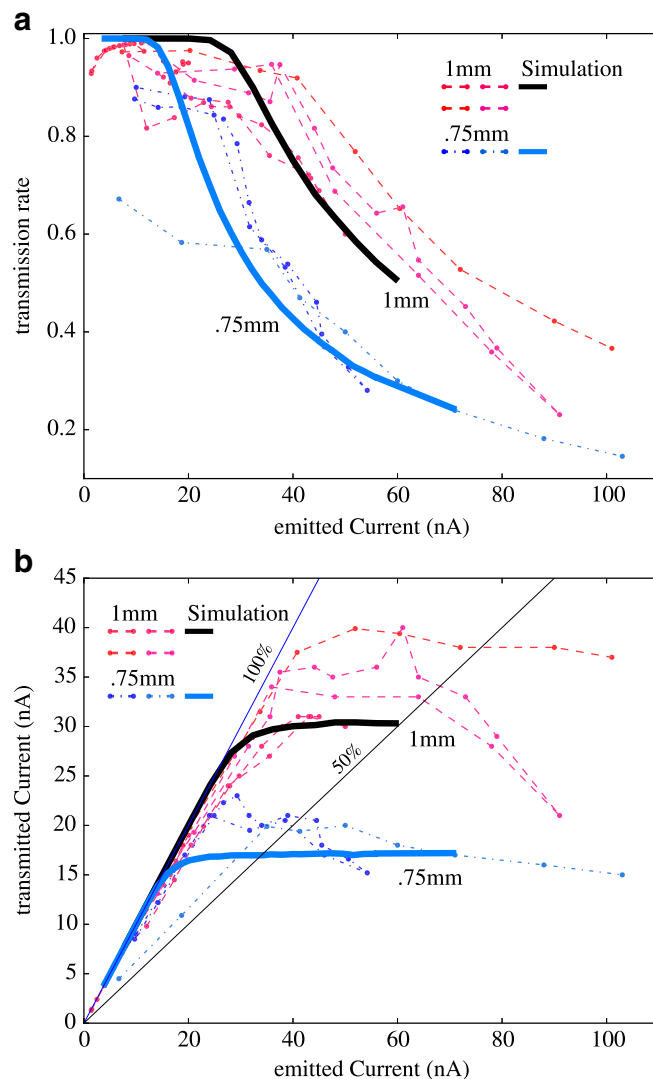 a
1.0
0.8
0.6
0.4
0.2
0
20
40
60
80
100
transmission rate
emitted Current (nA)
1mm Simulation
.75mm
.75mm
1mm
b
45
40
35
30
25
20
15
10
5
0
0
20
40
60
80
100
transmitted Current (nA)
emitted Current (nA)
1mm Simulation
.75mm
100%
50%
1mm
.75mm